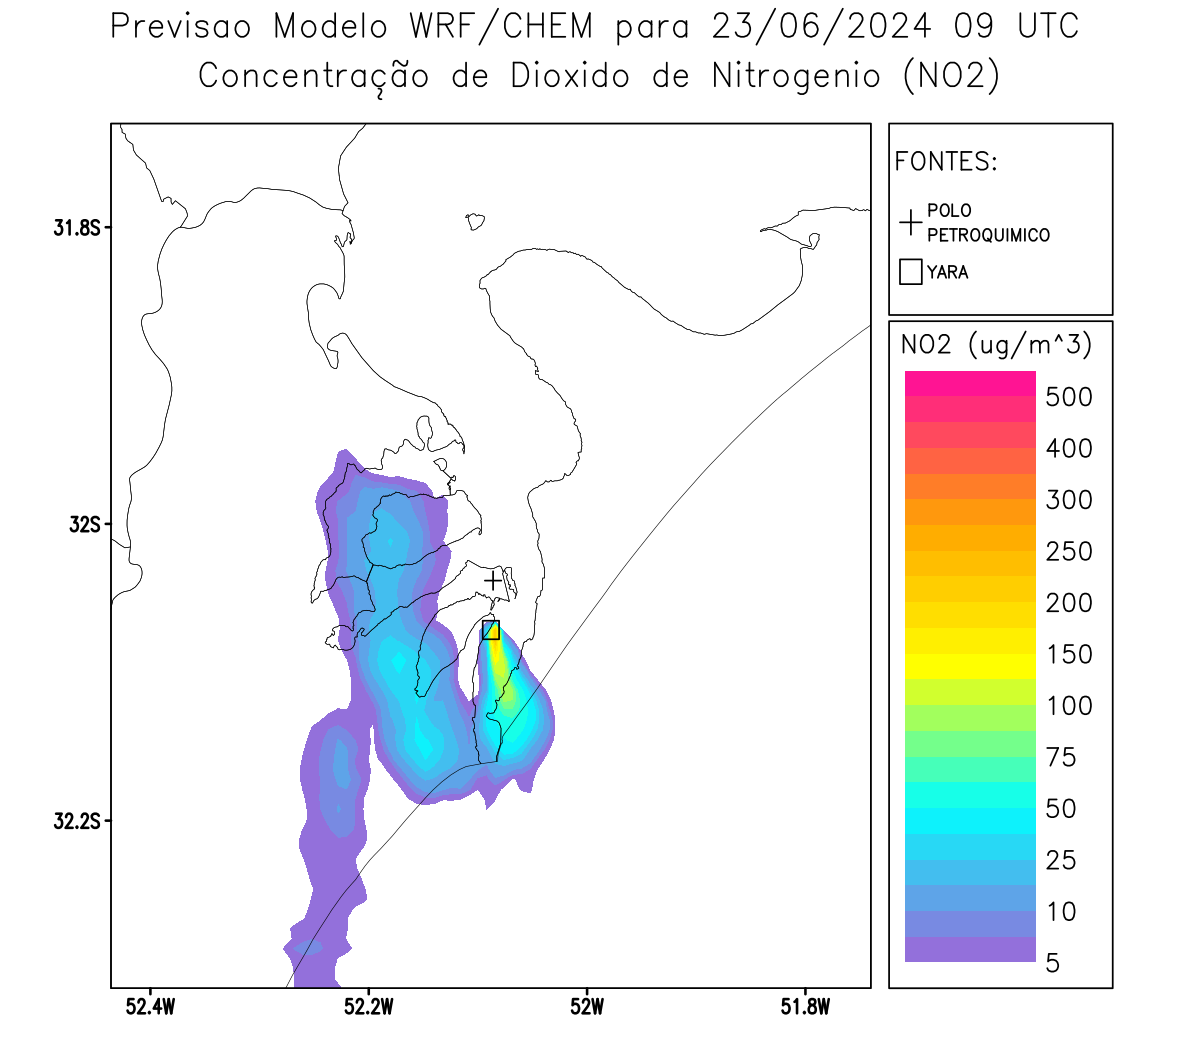 Previsao Modelo WRF/CHEM para 23/06/2024 09 UTC
Concentração de Dioxido de Nitrogenio (NO2)
FONTES:
POLO
PETROQUIMICO
YARA
NO2 (ug/m^3)
500
400
300
250
200
150
100
75
50
25
10
5
31.8S
32S
32.2S
52.4W
52.2W
52W
51.8W